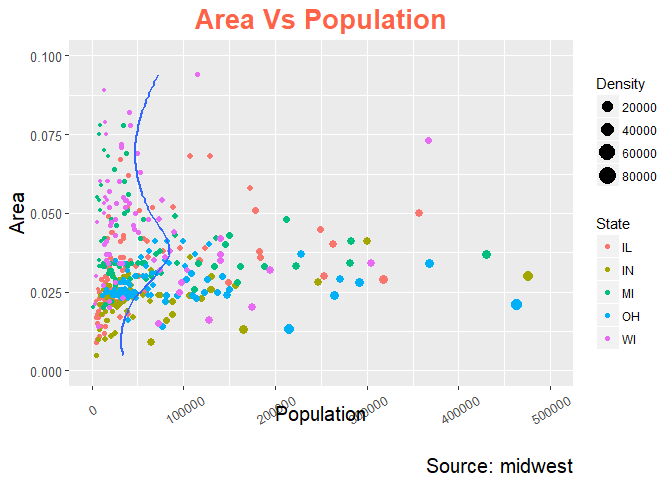 Area Vs Population
0.100
0.075
0.050
0.025
0.000
Area
0
100000
200000
300000
400000
500000
Population
Density
20000
40000
60000
80000
State
IL
IN
MI
OH
WI
Source: midwest